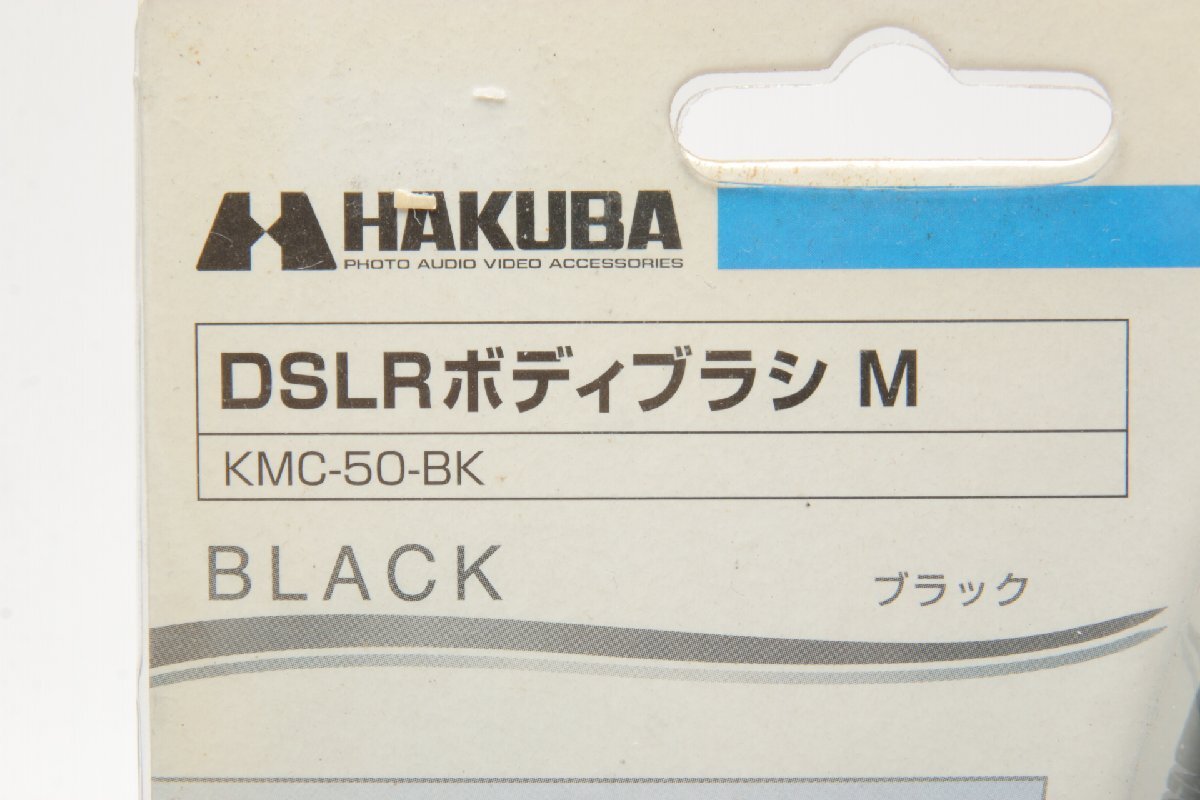 HAKUBA
PHOTO AUDIO VIDEO ACCESSORIES
DSLRボディブラシ M
KMC-50-BK
BLACK
ブラック